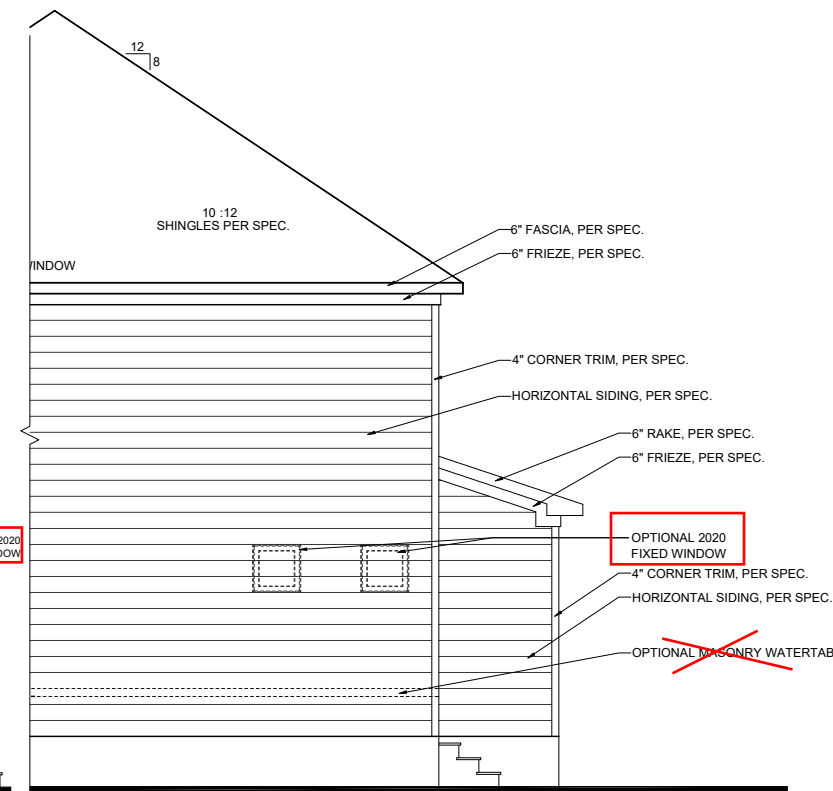 12
8
10 :12
SHINGLES PER SPEC.
6" FASCIA, PER SPEC.
6" FRIEZE, PER SPEC.
4" CORNER TRIM, PER SPEC.
HORIZONTAL SIDING, PER SPEC.
6" RAKE, PER SPEC.
6" FRIEZE, PER SPEC.
2020
OPTIONAL 2020
FIXED WINDOW
4" CORNER TRIM, PER SPEC.
HORIZONTAL SIDING, PER SPEC.
OPTIONAL MASONRY WATERTAB